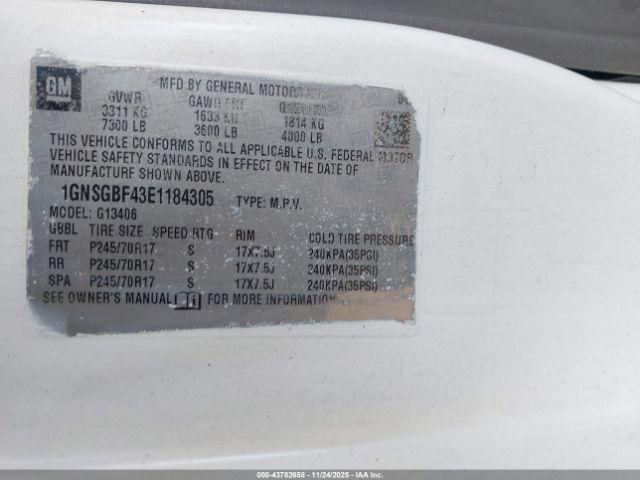 GM
MFD BY GENERAL MOTORS
GVWR GAWR FRT
3311 KG 1633 KG 1814 KG
7300 LB 3600 LB 4000 LB
THIS VEHICLE CONFORMS TO ALL APPLICABLE U.S. FEDERAL MOTOR
VEHICLE SAFETY STANDARDS IN EFFECT ON THE DATE OF
MANUFACTURE SHOWN ABOVE.
1GNSGBF43E1184305 TYPE: M.P.V.
MODEL: G13406
GBBL TIRE SIZE SPEED RTG RIM COLD TIRE PRESSURE
FRT P245/70R17 S 17X7.5J 240KPA(35PSI)
RR P245/70R17 S 17X7.5J 240KPA(35PSI)
SPA P245/70R17 S 17X7.5J 240KPA(35PSI)
SEE OWNER'S MANUAL FOR MORE INFORMATION
000-43782658 - 11/24/2025 - IAAI.COM